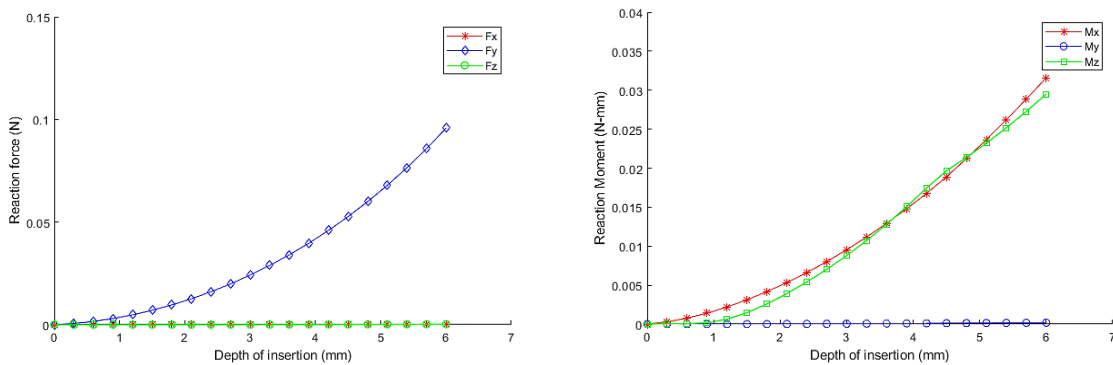 0.15
0.1
0.05
0
Reaction force (N)
0 1 2 3 4 5 6 7
Depth of insertion (mm)
Fx
Fy
Fz
0.04
0.035
0.03
0.025
0.02
0.015
0.01
0.005
0
Reaction Moment (N-mm)
0 1 2 3 4 5 6 7
Depth of insertion (mm)
Mx
My
Mz